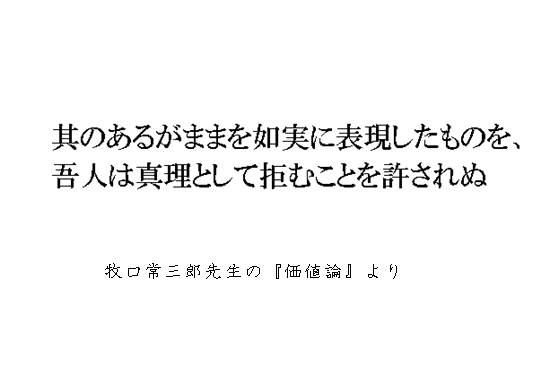 其のあるがままを如実に表現したものを、
吾人は真理として拒むことを許されぬ
牧口常三郎先生の『価値論』より